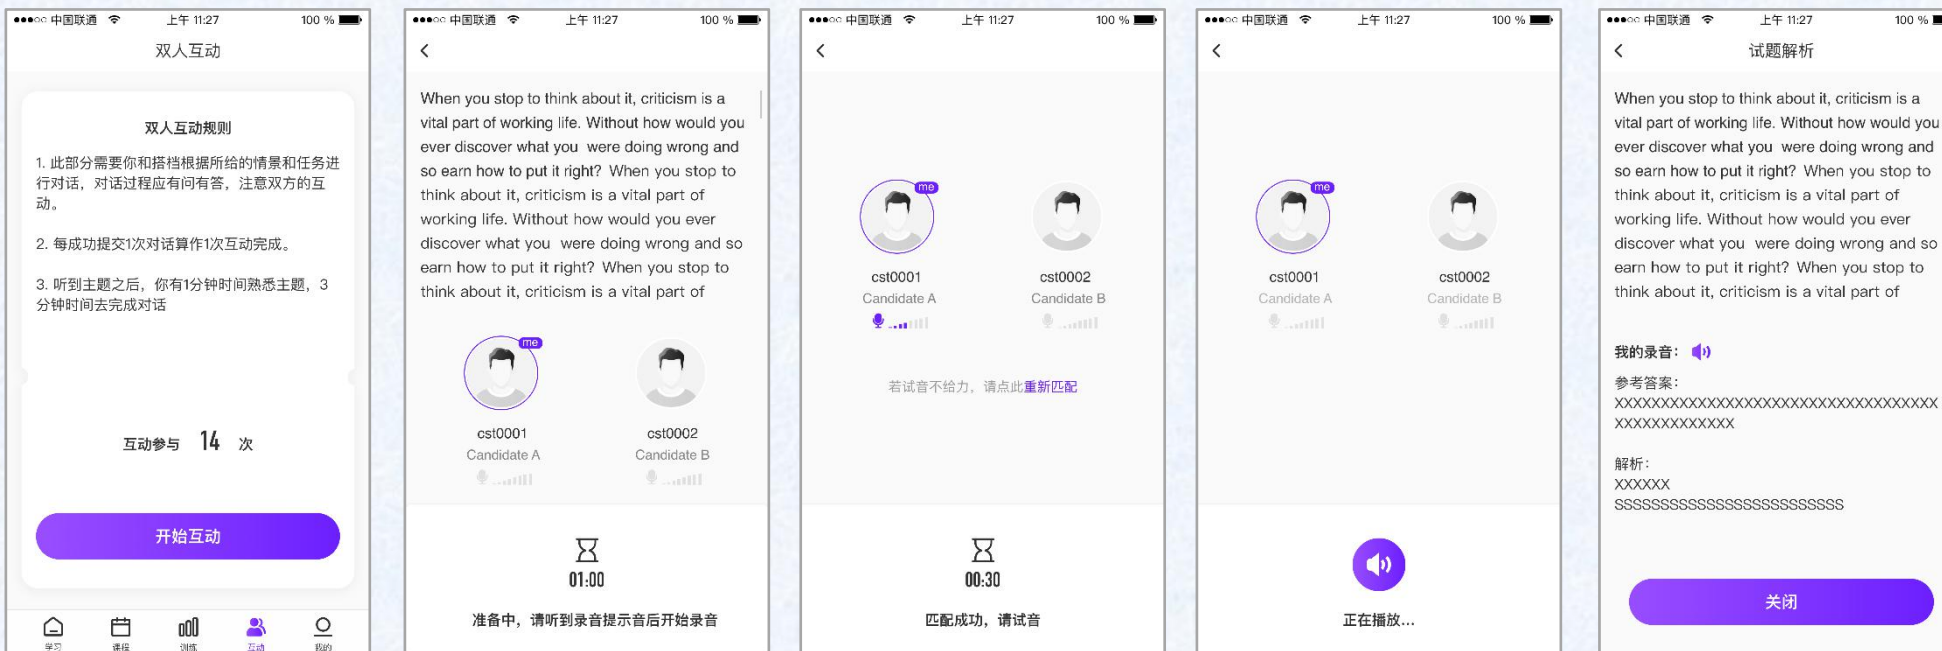 中国联通 上午 11:27 100 %
双人互动
双人互动规则
1. 此部分需要你和搭档根据所给的情景和任务进
行对话，对话过程应有问有答，注意双方的互
动。
2. 每成功提交1次对话算作1次互动完成。
3. 听到主题之后，你有1分钟时间熟悉主题，3
分钟时间去完成对话
互动参与 14 次
开始互动
学习 课程 训练 互动 我的
中国联通 上午 11:27 100 %
When you stop to think about it, criticism is a
vital part of working life. Without how would you
ever discover what you were doing wrong and
so earn how to put it right? When you stop to
think about it, criticism is a vital part of
working life. Without how would you ever
discover what you were doing wrong and so
earn how to put it right? When you stop to
think about it, criticism is a vital part of
me
cst0001 cst0002
Candidate A Candidate B
01:00
准备中，请听到录音提示音后开始录音
中国联通 上午 11:27 100 %
me
cst0001 cst0002
Candidate A Candidate B
若试音不给力，请点此重新匹配
00:30
匹配成功，请试音
中国联通 上午 11:27 100 %
me
cst0001 cst0002
Candidate A Candidate B
正在播放...
中国联通 上午 11:27 100 %
试题解析
When you stop to think about it, criticism is a
vital part of working life. Without how would you
ever discover what you were doing wrong and
so earn how to put it right? When you stop to
think about it, criticism is a vital part of
working life. Without how would you ever
discover what you were doing wrong and so
earn how to put it right? When you stop to
think about it, criticism is a vital part of
我的录音：
参考答案：
XXXXXXXXXXXXXXXXXXXXXXXXXXXXXXXXXXX
XXXXXXXXXXXXX
解析：
XXXXXX
SSSSSSSSSSSSSSSSSSSSSSSSS
关闭